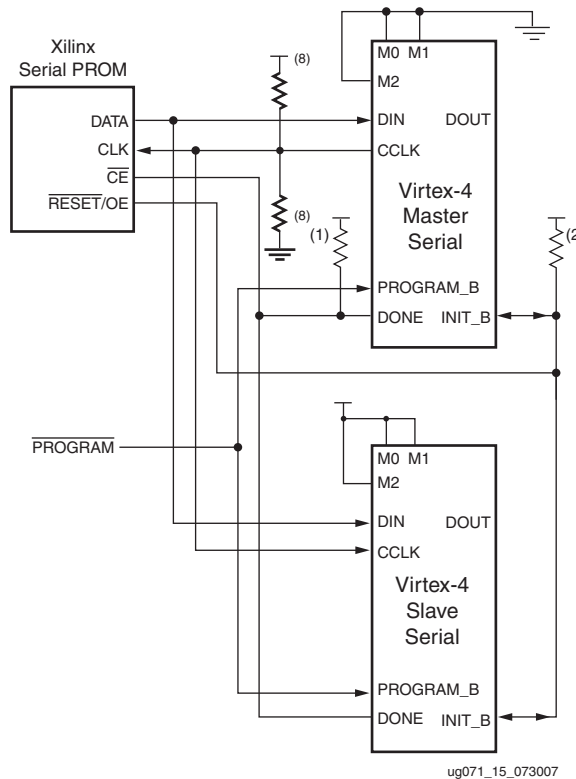 Xilinx
Serial PROM
DATA
CLK
CE
RESET/OE
(8)
(8)
(1)
(2
M0 M1
M2
DIN DOUT
CCLK
Virtex-4
Master
Serial
PROGRAM_B
DONE INIT_B
PROGRAM
M0 M1
M2
DIN DOUT
CCLK
Virtex-4
Slave
Serial
PROGRAM_B
DONE INIT_B
ug071_15_073007